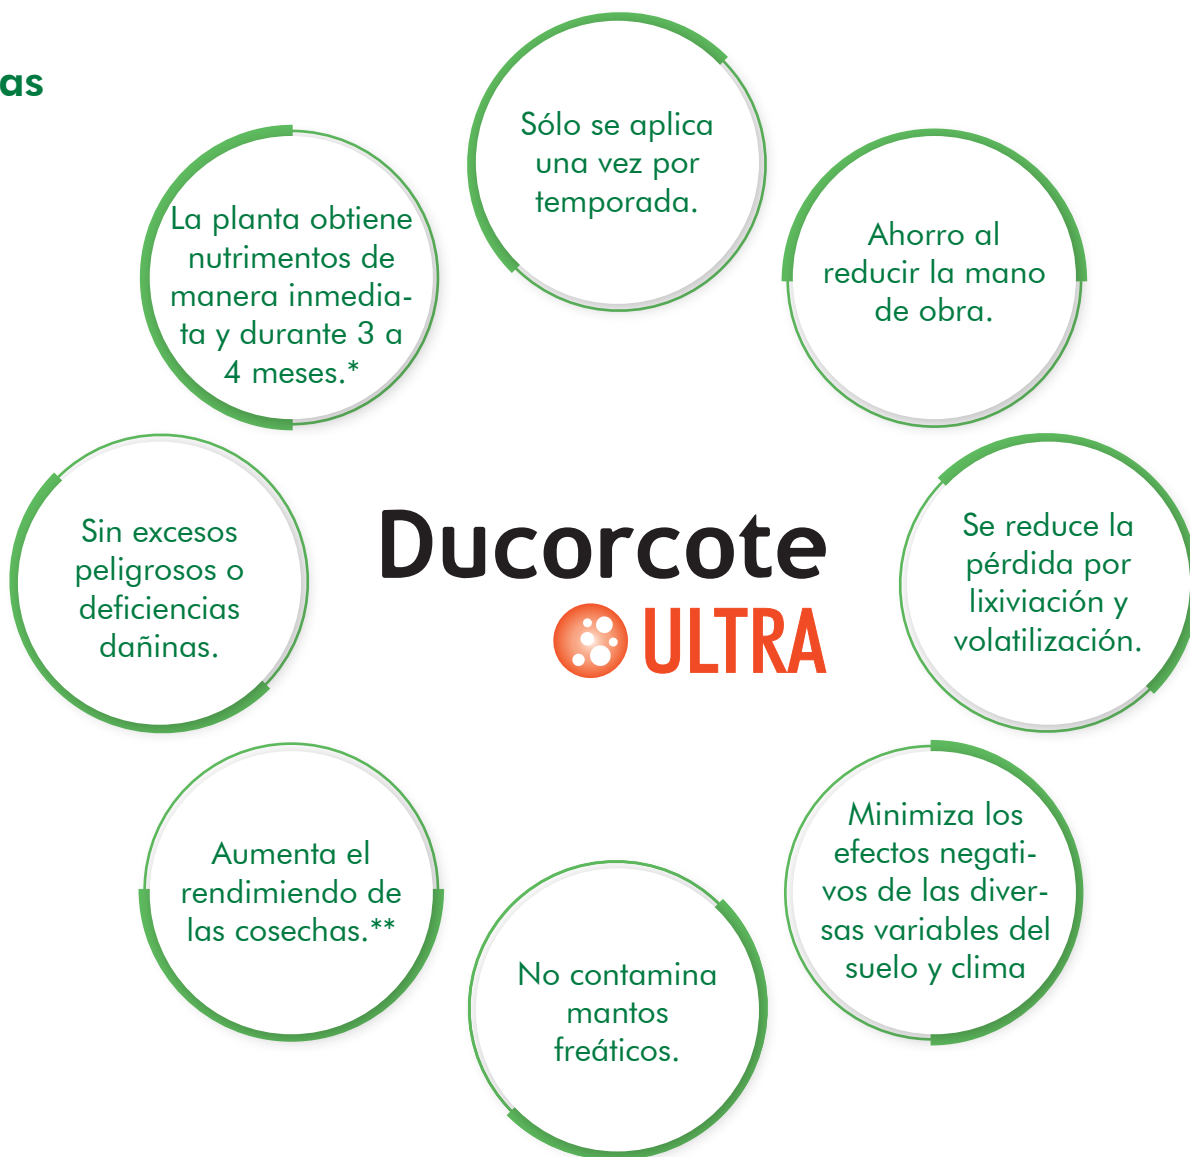 as
Sólo se aplica
una vez por
temporada.
Ahorro al
reducir la mano
de obra.
Se reduce la
pérdida por
lixiviación y
volatilización.
Minimiza los
efectos negati-
vos de las diver-
sas variables del
suelo y clima
No contamina
mantos
freáticos.
Aumenta el
rendimiendo de
las cosechas.**
Sin excesos
peligrosos o
deficiencias
dañinas.
La planta obtiene
nutrimentos de
manera inmedia-
ta y durante 3 a
4 meses.*
Ducorcote
ULTRA